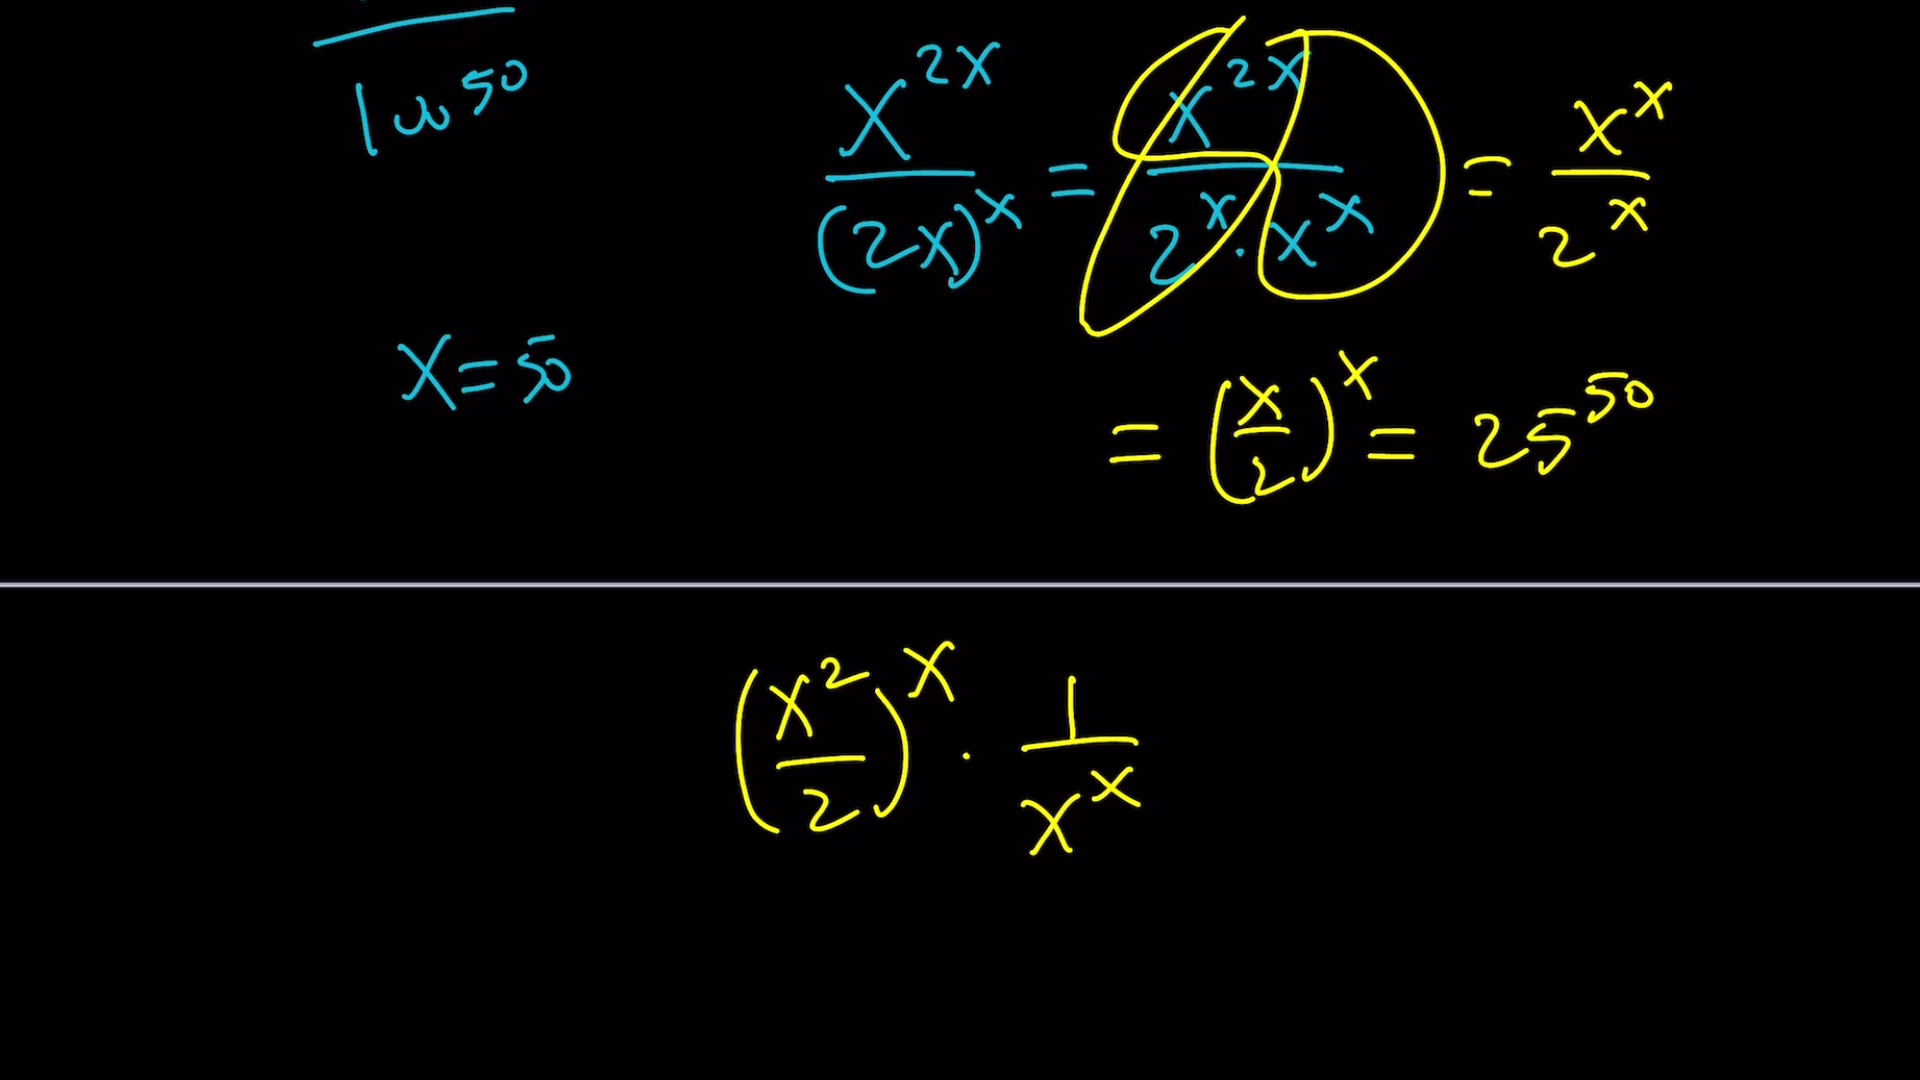 100^50
x^(2x) / (2x)^x = x^(2x) / (2^x · x^x) = x^x / 2^x
x = 50
= (x/2)^x = 25^50
(x^2/2)^x · 1/x^x